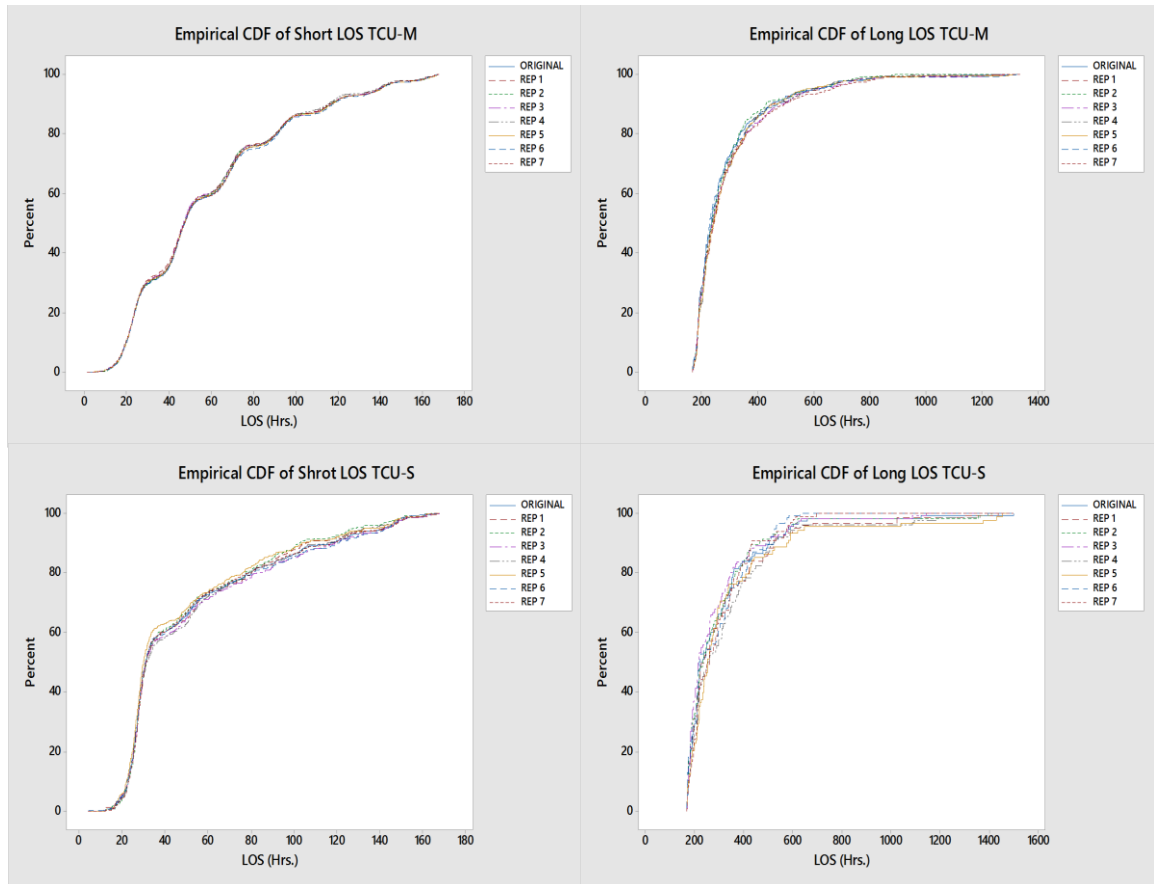 Empirical CDF of Short LOS TCU-M
Percent
100
80
60
40
20
0
0 20 40 60 80 100 120 140 160 180
LOS (Hrs.)
ORIGINAL
REP 1
REP 2
REP 3
REP 4
REP 5
REP 6
REP 7
Empirical CDF of Long LOS TCU-M
Percent
100
80
60
40
20
0
0 200 400 600 800 1000 1200 1400
LOS (Hrs.)
ORIGINAL
REP 1
REP 2
REP 3
REP 4
REP 5
REP 6
REP 7
Empirical CDF of Shrot LOS TCU-S
Percent
100
80
60
40
20
0
0 20 40 60 80 100 120 140 160 180
LOS (Hrs.)
ORIGINAL
REP 1
REP 2
REP 3
REP 4
REP 5
REP 6
REP 7
Empirical CDF of Long LOS TCU-S
Percent
100
80
60
40
20
0
0 200 400 600 800 1000 1200 1400 1600
LOS (Hrs.)
ORIGINAL
REP 1
REP 2
REP 3
REP 4
REP 5
REP 6
REP 7